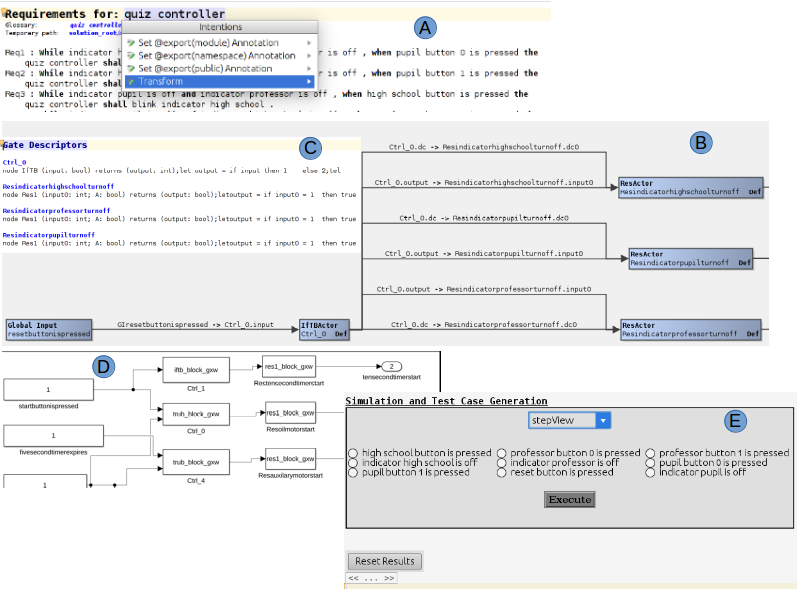 Requirements for: quiz controller
A
Glossary: quiz controlle
Temporary path: solution_root/
Intentions
Set @export(module) Annotation
Set @export(namespace) Annotation
Set @export(public) Annotation
Transform
Req1 : While indicator h r is off , when pupil button 0 is pressed the
quiz controller shal
Req2 : While indicator h r is off , when pupil button 1 is pressed the
quiz controller shal
Req3 : While indicator pupil is off and indicator professor is off , when high school button is pressed the
quiz controller shall blink indicator high school .
B
C
Gate Descriptors
Ctrl_0
node IfTB (input: bool) returns (output: int);let output = if input then 1 else 2;tel
Resindicatorhighschoolturnoff
node Res1 (input0: int; A: bool) returns (output: bool);letoutput = if input0 = 1 then true
Resindicatorprofessorturnoff
node Res1 (input0: int; A: bool) returns (output: bool);letoutput = if input0 = 1 then true
Resindicatorpupilturnoff
node Res1 (input0: int; A: bool) returns (output: bool);letoutput = if input0 = 1 then true
Ctrl_0.dc -> Resindicatorhighschoolturnoff.dc0
Ctrl_0.output -> Resindicatorhighschoolturnoff.input0
ResActor
Resindicatorhighschoolturnoff Def
Ctrl_0.dc -> Resindicatorpupilturnoff.dc0
Ctrl_0.output -> Resindicatorpupilturnoff.input0
ResActor
Resindicatorpupilturnoff Def
Ctrl_0.output -> Resindicatorprofessorturnoff.input0
Ctrl_0.dc -> Resindicatorprofessorturnoff.dc0
ResActor
Resindicatorprofessorturnoff Def
Global Input
resetbuttonispressed
GIresetbuttonispressed -> Ctrl_0.input
IfTBActor
Ctrl_0 Def
D
1
startbuttonispressed
1
fivesecondtimerexpires
1
iftb_block_gxw
Ctrl_1
truh_block_gxw
Ctrl_0
trub_block_gxw
Ctrl_4
res1_block_gxw
Restensecondtimerstart
res1_block_gxw
Resoilmotorstart
res1_block_gxw
Resauxilarymotorstart
2
tensecondtimerstart
Simulation and Test Case Generation
stepView
E
high school button is pressed professor button 0 is pressed professor button 1 is pressed
indicator high school is off indicator professor is off pupil button 0 is pressed
pupil button 1 is pressed reset button is pressed indicator pupil is off
Execute
Reset Results
<< ... >>